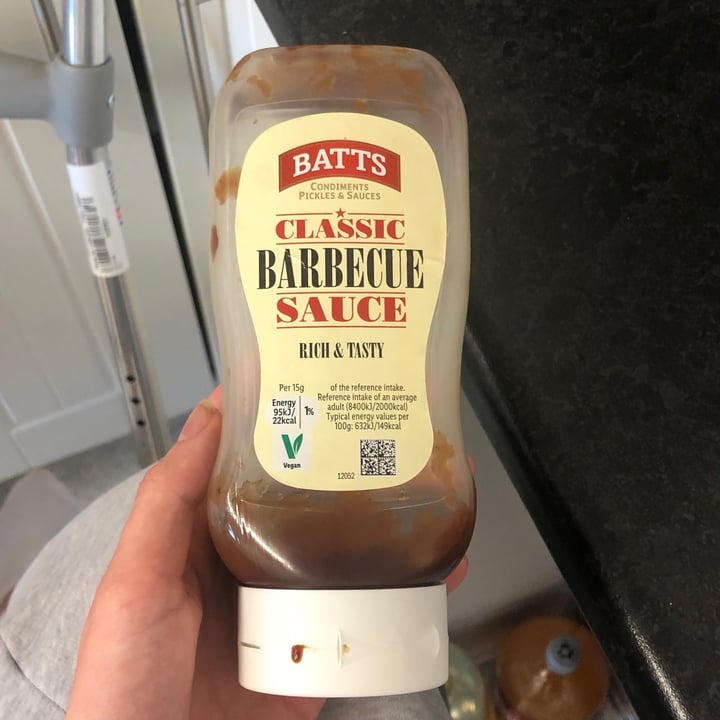 BATTS
CONDIMENTS
PICKLES & SAUCES
CLASSIC
BARBECUE
SAUCE
RICH & TASTY
Per 15g
Energy
95kJ/
22kcal
1%
of the reference intake.
Reference intake of an average
adult (8400kJ/2000kcal)
Typical energy values per
100g: 632kJ/149kcal
Vegan
12052